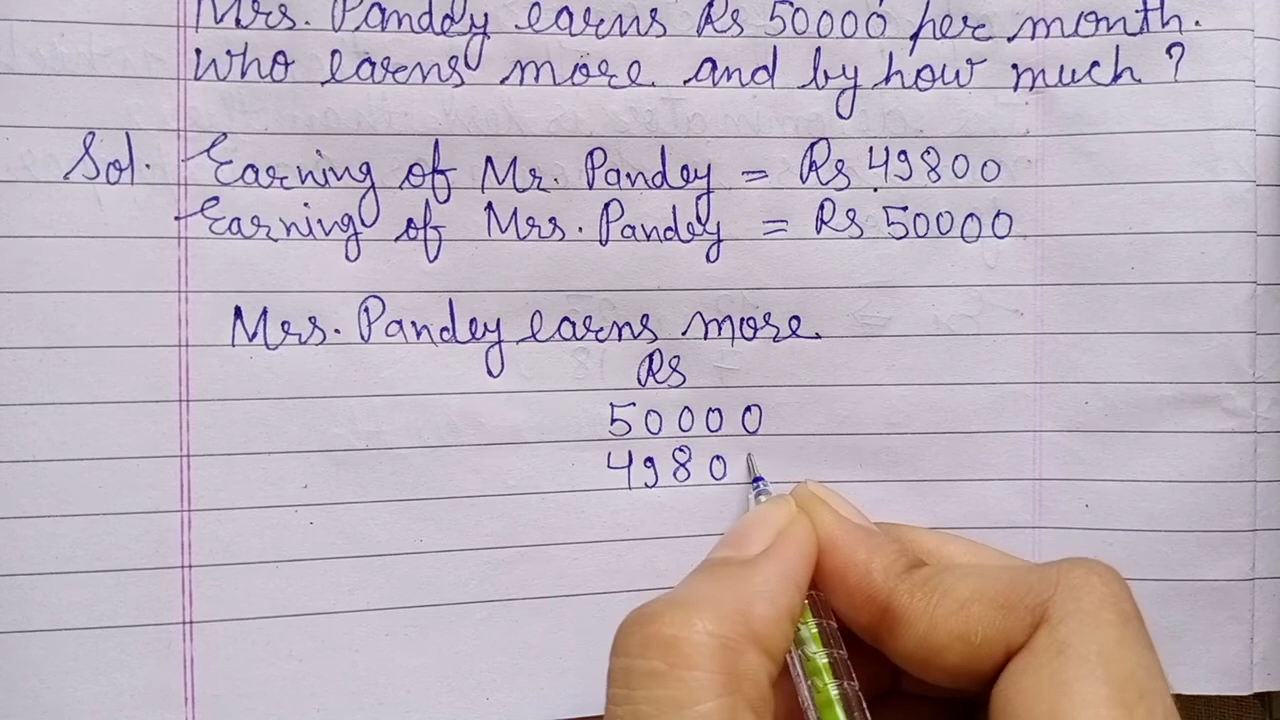 Mrs. Pandey earns Rs 50000 per month.
Who earns more and by how much ?
Sol. Earning of Mr. Pandey = Rs 49800
Earning of Mrs. Pandey = Rs 50000
Mrs. Pandey earns more.
Rs
50000
4980